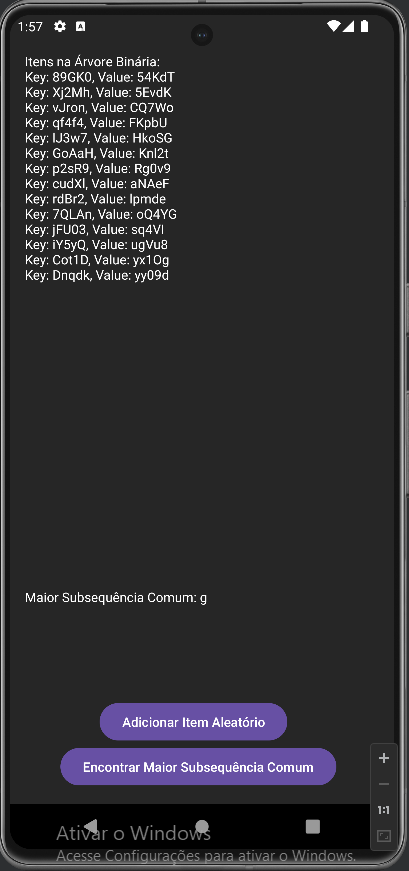 1:57
Itens na Árvore Binária:
Key: 89GK0, Value: 54KdT
Key: Xj2Mh, Value: 5EvdK
Key: vJron, Value: CQ7Wo
Key: qf4f4, Value: FKpbU
Key: lJ3w7, Value: HkoSG
Key: GoAaH, Value: Knl2t
Key: p2sR9, Value: Rg0v9
Key: cudXl, Value: aNAeF
Key: rdBr2, Value: lpmde
Key: 7QLAn, Value: oQ4YG
Key: jFU03, Value: sq4VI
Key: iY5yQ, Value: ugVu8
Key: Cot1D, Value: yx1Og
Key: Dnqdk, Value: yy09d
Maior Subsequência Comum: g
Adicionar Item Aleatório
Encontrar Maior Subsequência Comum
1:1
Ativar o Windows
Acesse Configurações para ativar o Windows.